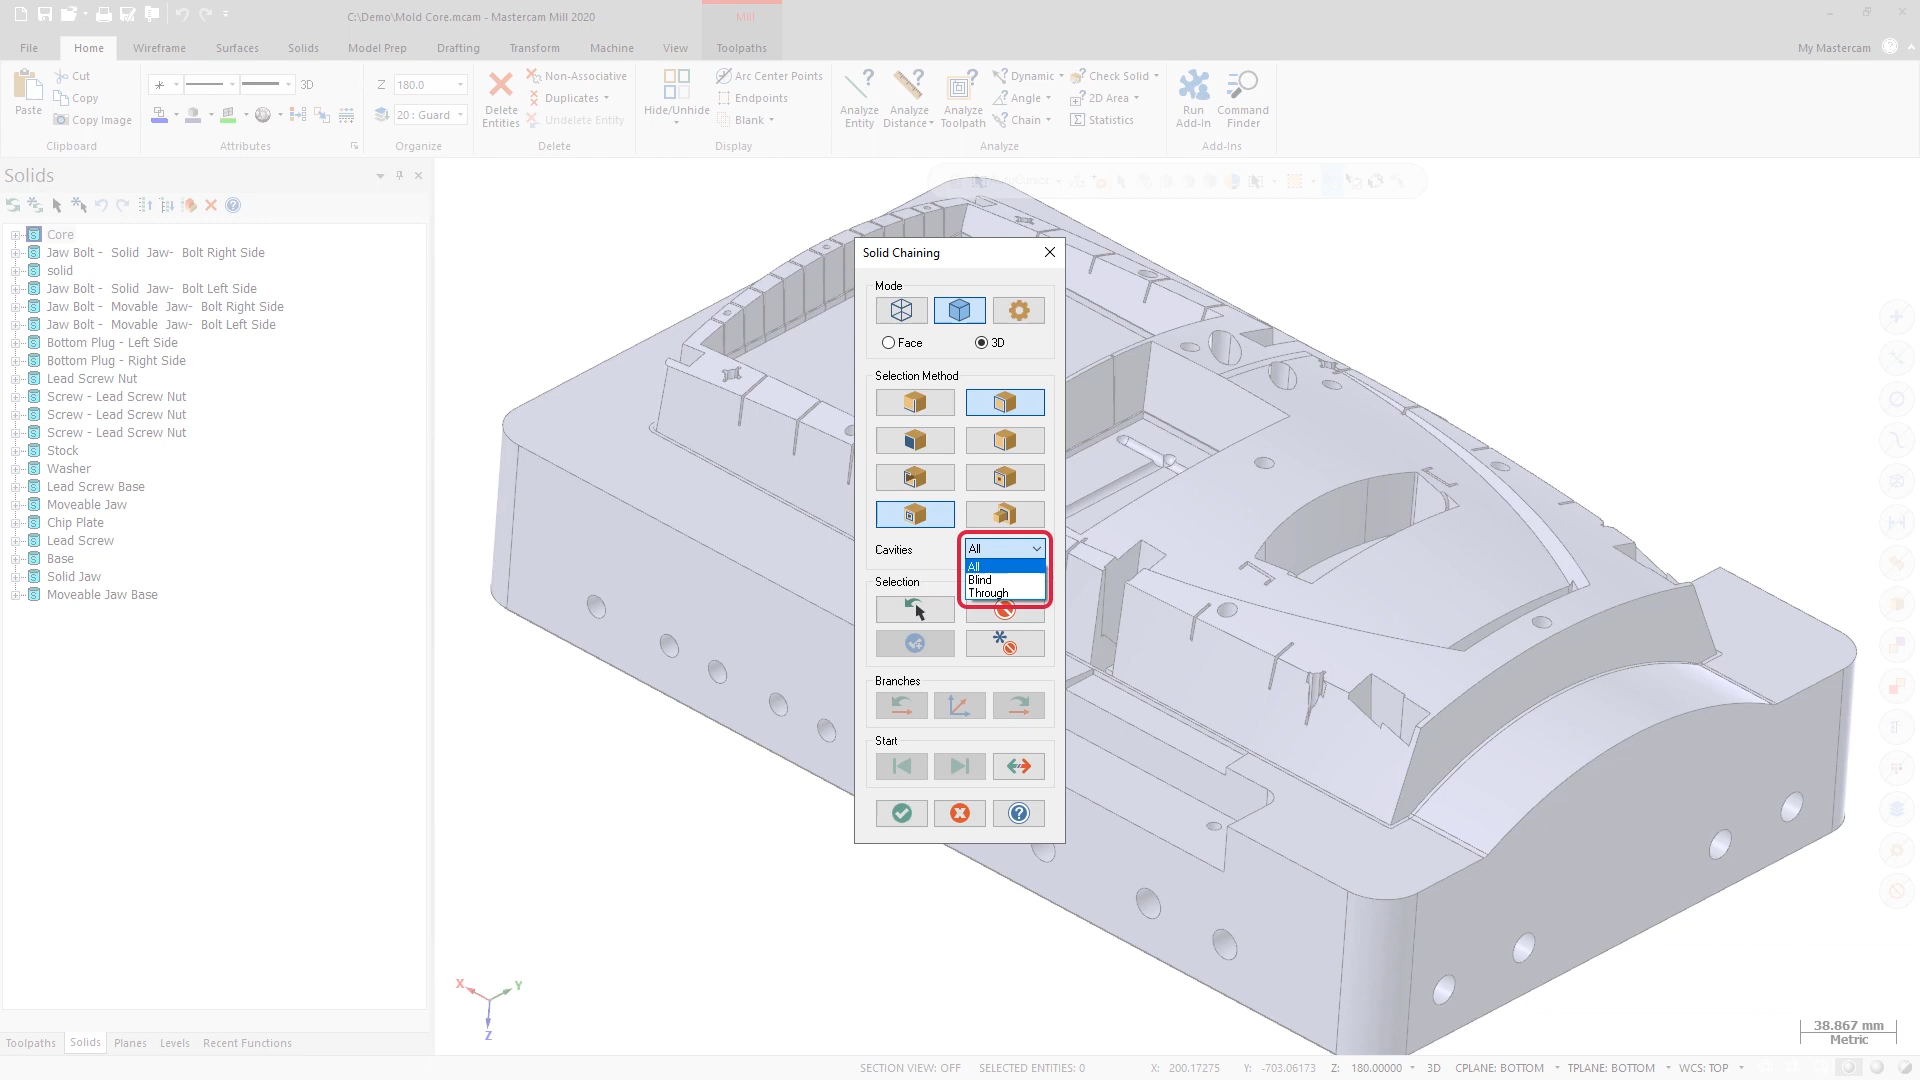 C:\Demo\Mold Core.mcam - Mastercam Mill 2020
Mill
File Home Wireframe Surfaces Solids Model Prep Drafting Transform Machine View Toolpaths My Mastercam
Paste
Cut
Copy
Copy Image
Clipboard
3D
Attributes
Z 180.0
20 : Guard
Organize
Delete Entities
Non-Associative
Duplicates
Undelete Entity
Delete
Hide/Unhide
Arc Center Points
Endpoints
Blank
Display
Analyze Entity
Analyze Distance
Analyze Toolpath
Dynamic
Angle
Chain
Check Solid
2D Area
Statistics
Analyze
Run Add-In
Command Finder
Add-Ins
Solids
AutoCursor
Core
Jaw Bolt - Solid Jaw- Bolt Right Side
solid
Jaw Bolt - Solid Jaw- Bolt Left Side
Jaw Bolt - Movable Jaw- Bolt Right Side
Jaw Bolt - Movable Jaw- Bolt Left Side
Bottom Plug - Left Side
Bottom Plug - Right Side
Lead Screw Nut
Screw - Lead Screw Nut
Screw - Lead Screw Nut
Screw - Lead Screw Nut
Stock
Washer
Lead Screw Base
Moveable Jaw
Chip Plate
Lead Screw
Base
Solid Jaw
Moveable Jaw Base
Solid Chaining
Mode
Face 3D
Selection Method
Cavities All
All
Blind
Through
Selection
Branches
Start
X Y
Z
38.867 mm
Metric
Toolpaths Solids Planes Levels Recent Functions
SECTION VIEW: OFF SELECTED ENTITIES: 0 X: 200.17275 Y: -703.06173 Z: 180.00000 3D CPLANE: BOTTOM TPLANE: BOTTOM WCS: TOP